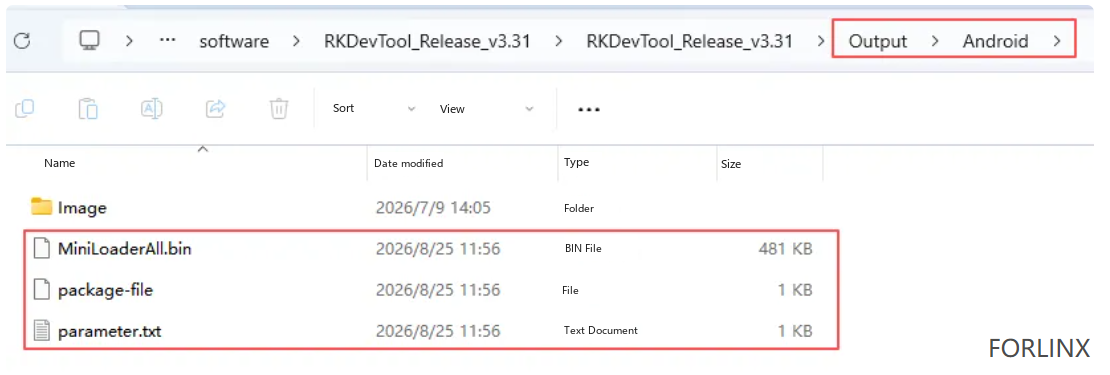 ··· software RKDevTool_Release_v3.31 RKDevTool_Release_v3.31 Output Android
Sort View •••
Name Date modified Type Size
Image 2026/7/9 14:05 Folder
MiniLoaderAll.bin 2026/8/25 11:56 BIN File 481 KB
package-file 2026/8/25 11:56 File 1 KB
parameter.txt 2026/8/25 11:56 Text Document 1 KB
FORLINX